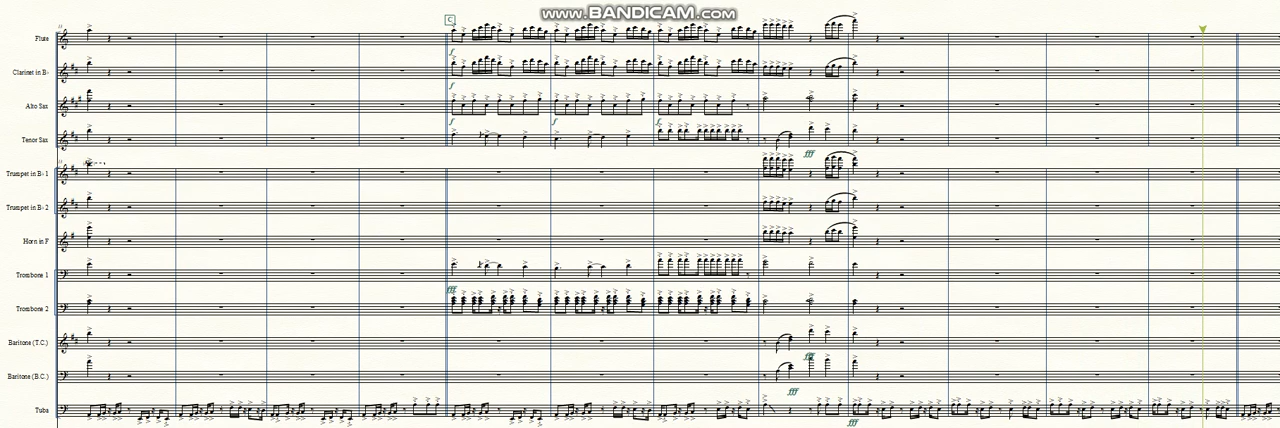 www.BANDICAM.com
C
Flute
f
Clarinet in B♭
f
Alto Sax
f
f
f
Tenor Sax
fff
Trumpet in B♭ 1
Trumpet in B♭ 2
Horn in F
Trombone 1
fff
Trombone 2
Baritone (T.C.)
fff
Baritone (B.C.)
fff
Tuba
fff